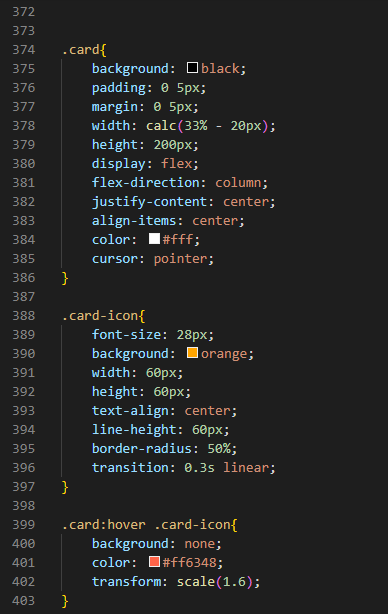 372
373
374 .card{
375 background: black;
376 padding: 0 5px;
377 margin: 0 5px;
378 width: calc(33% - 20px);
379 height: 200px;
380 display: flex;
381 flex-direction: column;
382 justify-content: center;
383 align-items: center;
384 color: #fff;
385 cursor: pointer;
386 }
387
388 .card-icon{
389 font-size: 28px;
390 background: orange;
391 width: 60px;
392 height: 60px;
393 text-align: center;
394 line-height: 60px;
395 border-radius: 50%;
396 transition: 0.3s linear;
397 }
398
399 .card:hover .card-icon{
400 background: none;
401 color: #ff6348;
402 transform: scale(1.6);
403 }